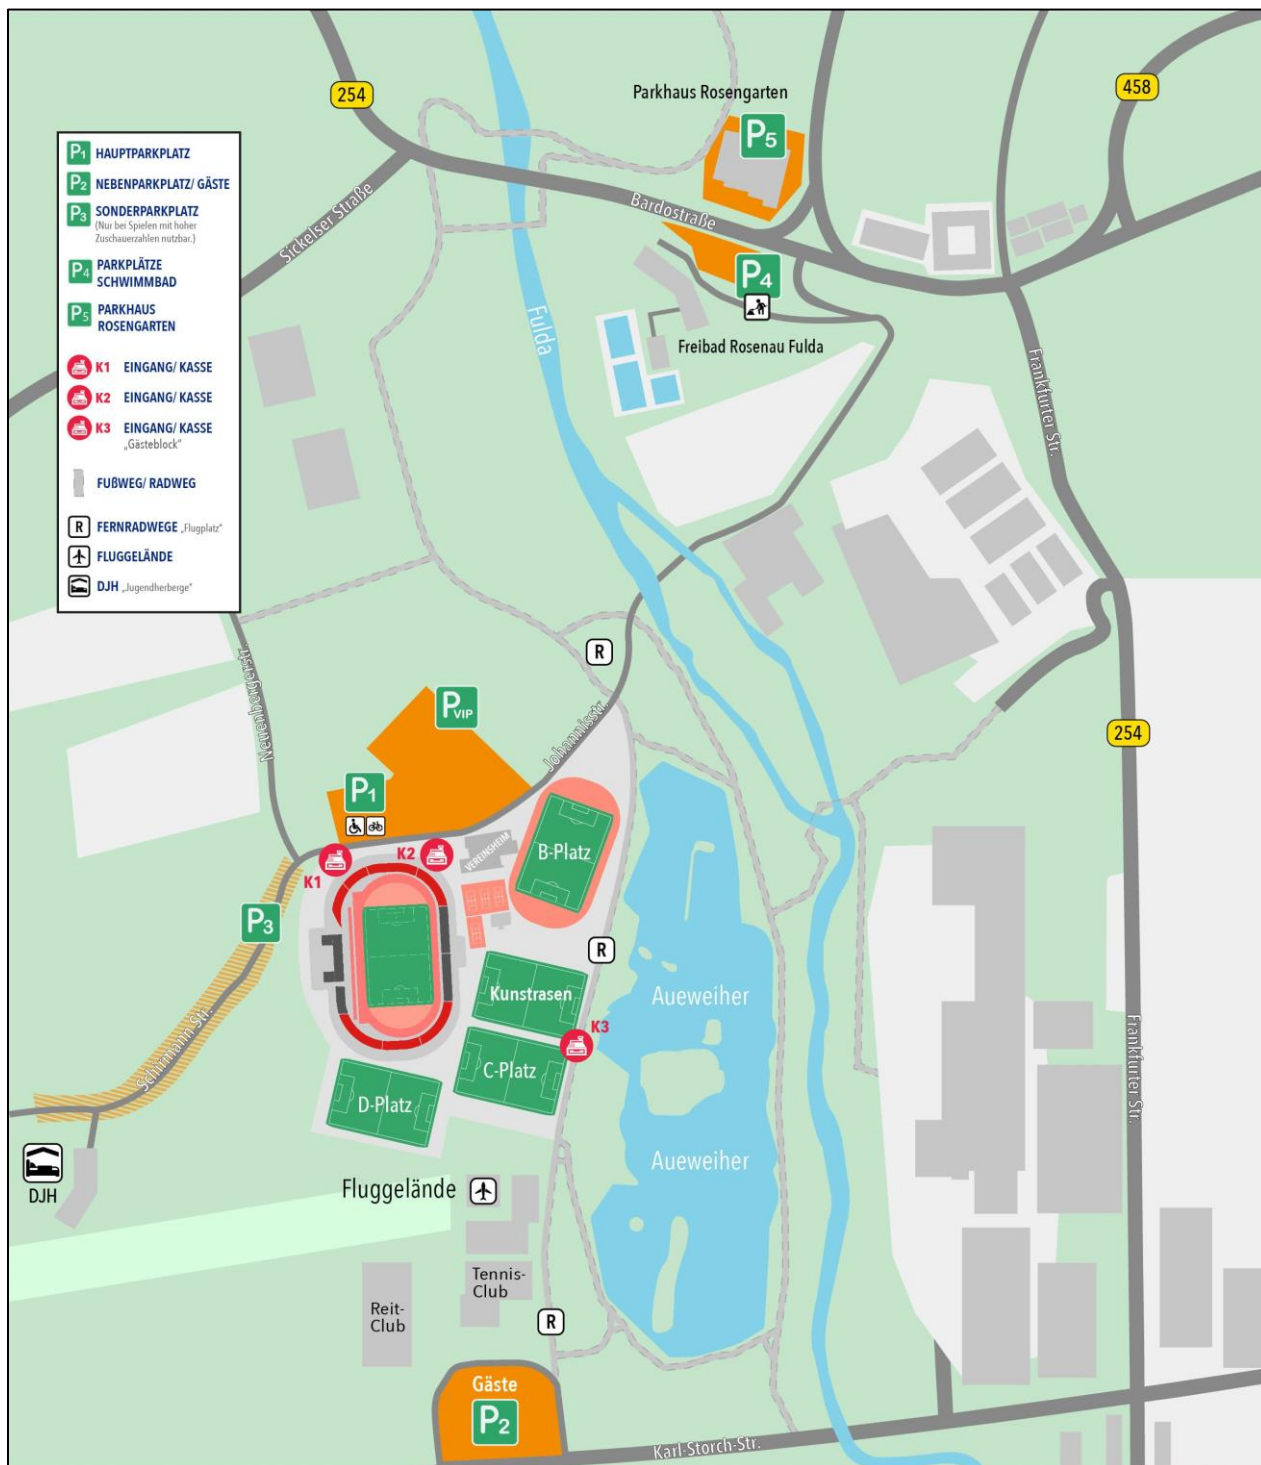 254
458
Parkhaus Rosengarten
P5
P1 HAUPTPARKPLATZ
P2 NEBENPARKPLATZ/ GÄSTE
P3 SONDERPARKPLATZ
(Nur bei Spielen mit hoher
Zuschauerzahlen nutzbar.)
P4 PARKPLÄTZE
SCHWIMMBAD
P5 PARKHAUS
ROSENGARTEN
K1 EINGANG/ KASSE
K2 EINGANG/ KASSE
K3 EINGANG/ KASSE
„Gästeblock“
FUẞWEG/ RADWEG
R FERNRADWEGE „Flugplatz“
FLUGGELÄNDE
DJH „Jugendherberge“
Sickelser Straße
Bardostraße
P4
Fulda
Freibad Rosenau Fulda
Frankfurter Str.
R
Neuenbergerstr.
PVIP
Johannisstr.
254
P1
K1
K2
VEREINSHEIM
B-Platz
P3
R
Kunstrasen
Aueweiher
K3
Schirrmann Str.
C-Platz
D-Platz
Frankfurter Str.
Aueweiher
DJH
Fluggelände
Tennis-
Club
Reit-
Club
R
Gäste
P2
Karl-Storch-Str.